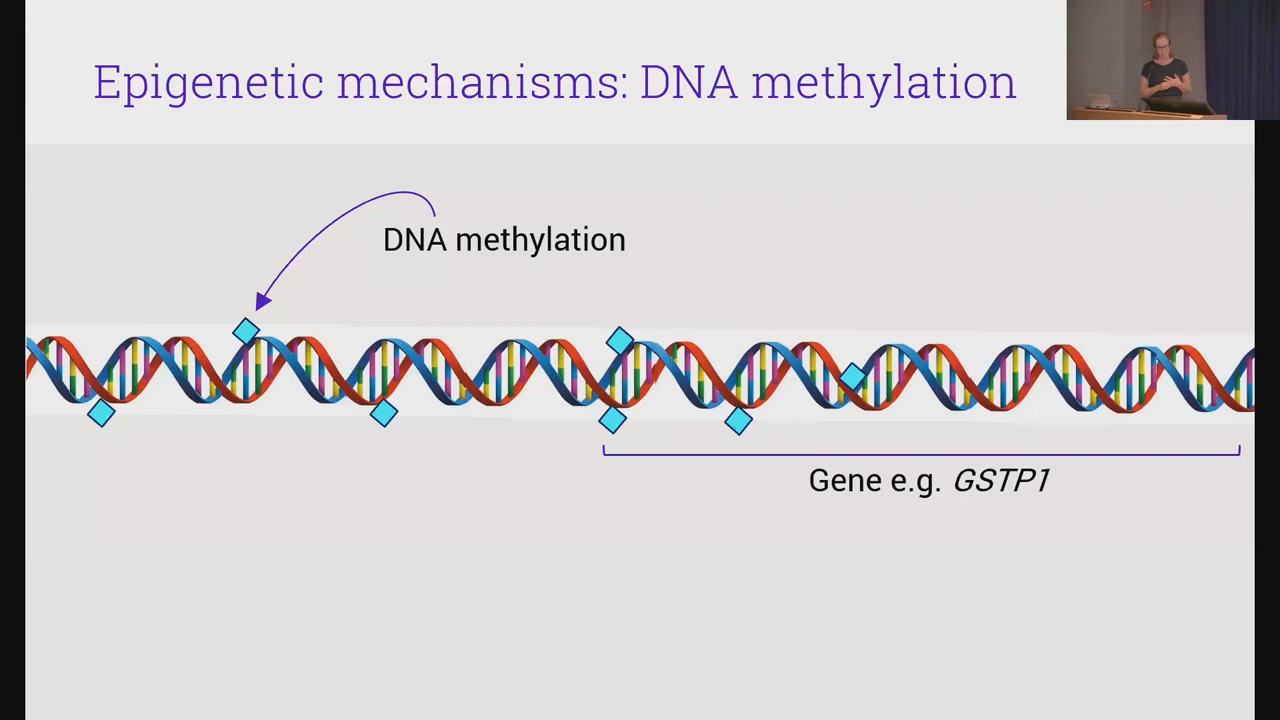 Epigenetic mechanisms: DNA methylation
DNA methylation
Gene e.g. GSTP1